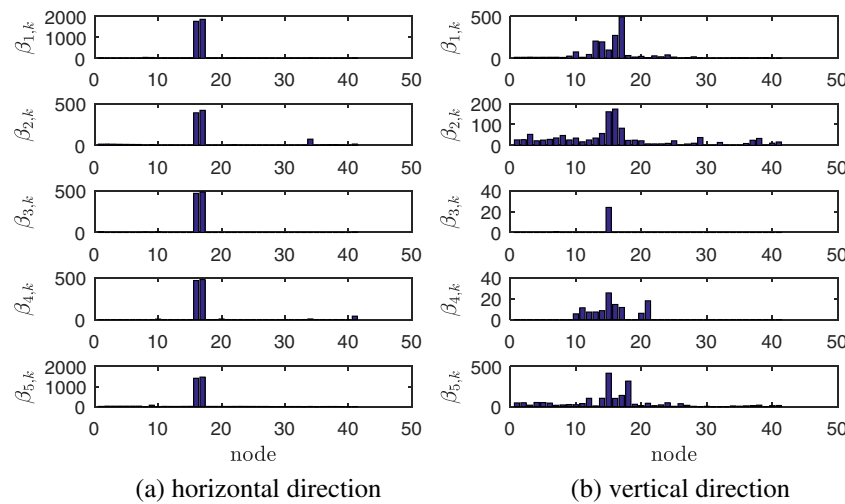 β1,k 2000 1000 0 0 10 20 30 40 50
β1,k 500 0 0 10 20 30 40 50
β2,k 500 0 0 10 20 30 40 50
β2,k 200 100 0 0 10 20 30 40 50
β3,k 500 0 0 10 20 30 40 50
β3,k 40 20 0 0 10 20 30 40 50
β4,k 500 0 0 10 20 30 40 50
β4,k 40 20 0 0 10 20 30 40 50
β5,k 2000 1000 0 0 10 20 30 40 50
β5,k 500 0 0 10 20 30 40 50
node
node
(a) horizontal direction
(b) vertical direction